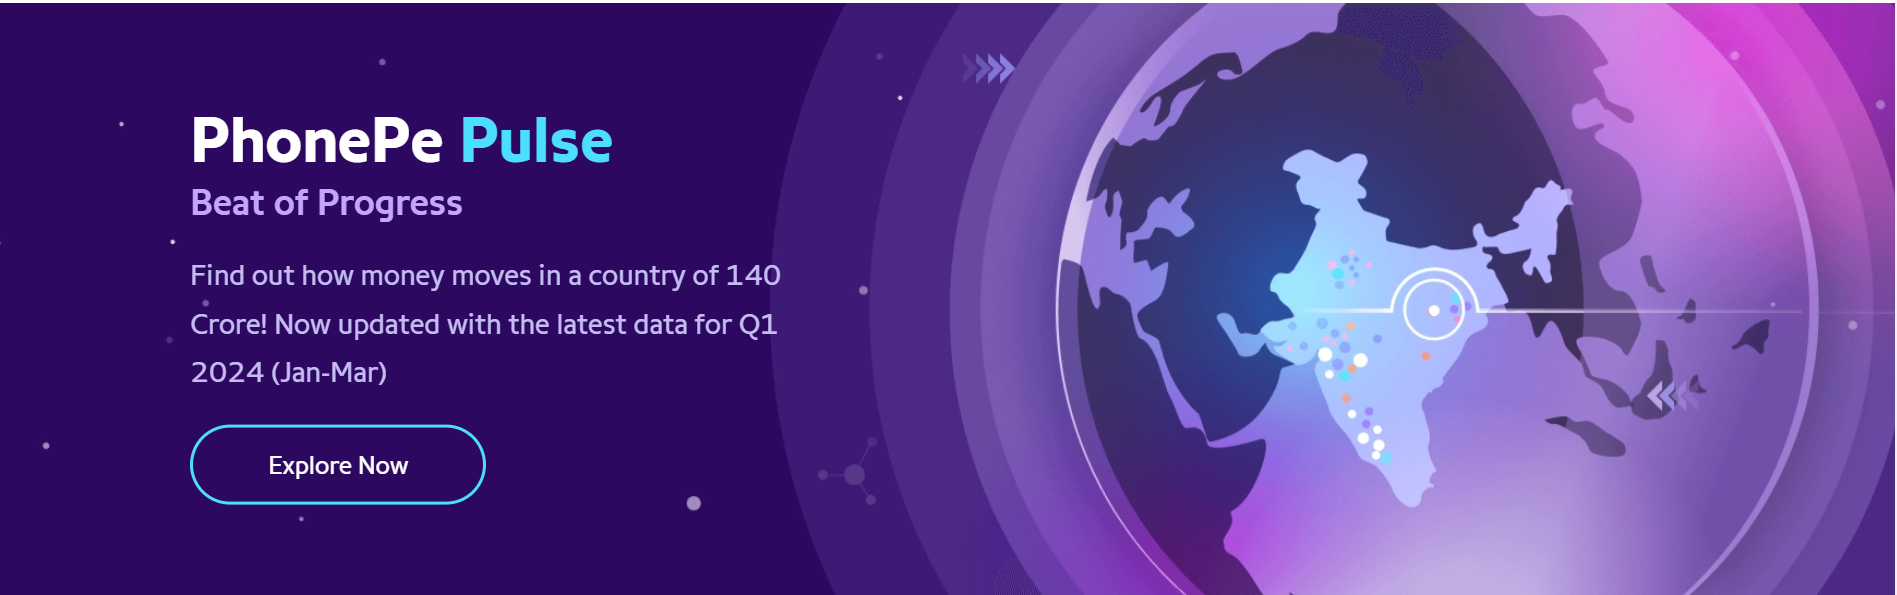 PhonePe Pulse
Beat of Progress
Find out how money moves in a country of 140
Crore! Now updated with the latest data for Q1
2024 (Jan-Mar)
Explore Now